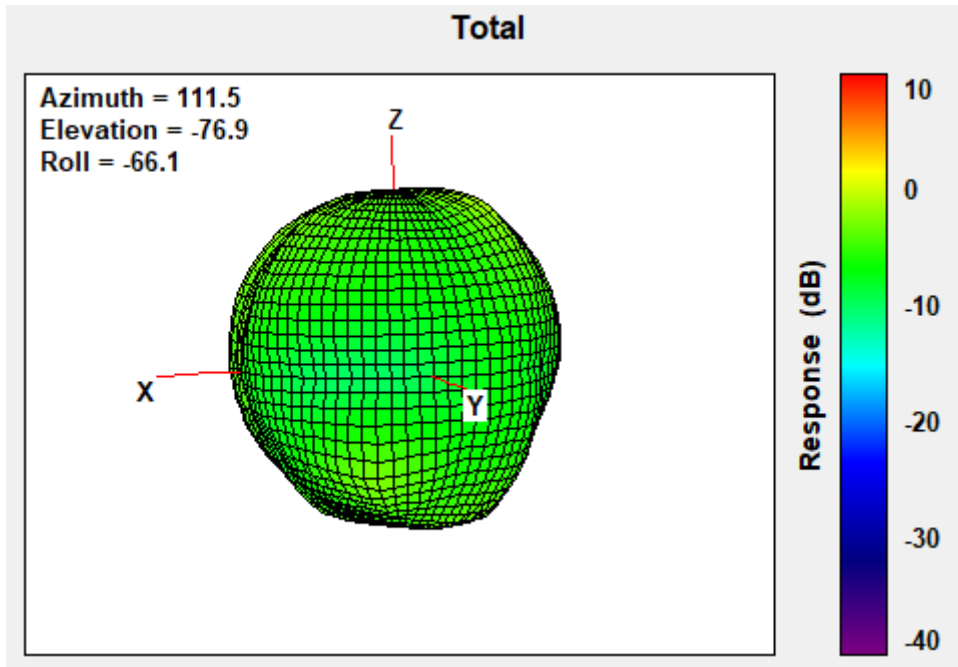 Total
Azimuth = 111.5
Elevation = -76.9
Roll = -66.1
Z
X
Y
10
0
-10
-20
-30
-40
Response (dB)